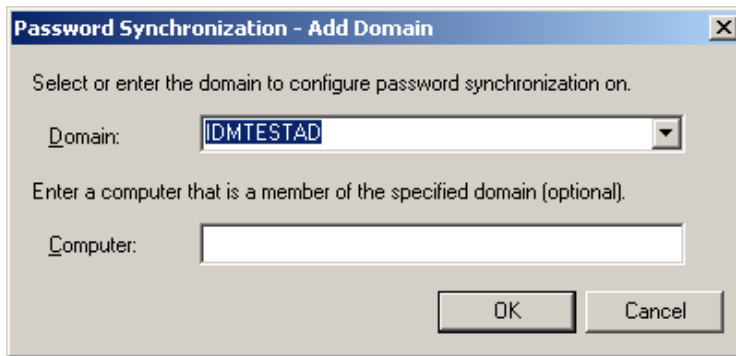 Password Synchronization - Add Domain
Select or enter the domain to configure password synchronization on.
Domain: IDMTESTAD
Enter a computer that is a member of the specified domain (optional).
Computer:
OK Cancel